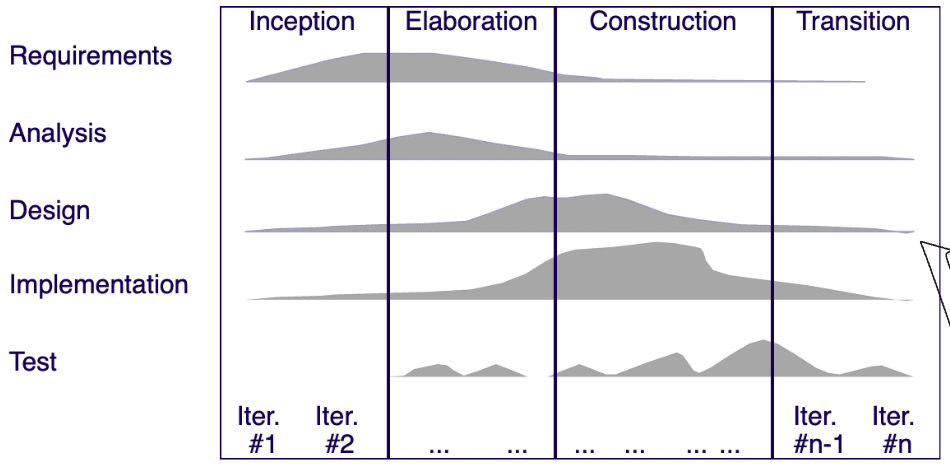 Inception Elaboration Construction Transition
Requirements
Analysis
Design
Implementation
Test
Iter. Iter. Iter. Iter.
#1 #2 ... ... ... ... ... ... #n-1 #n